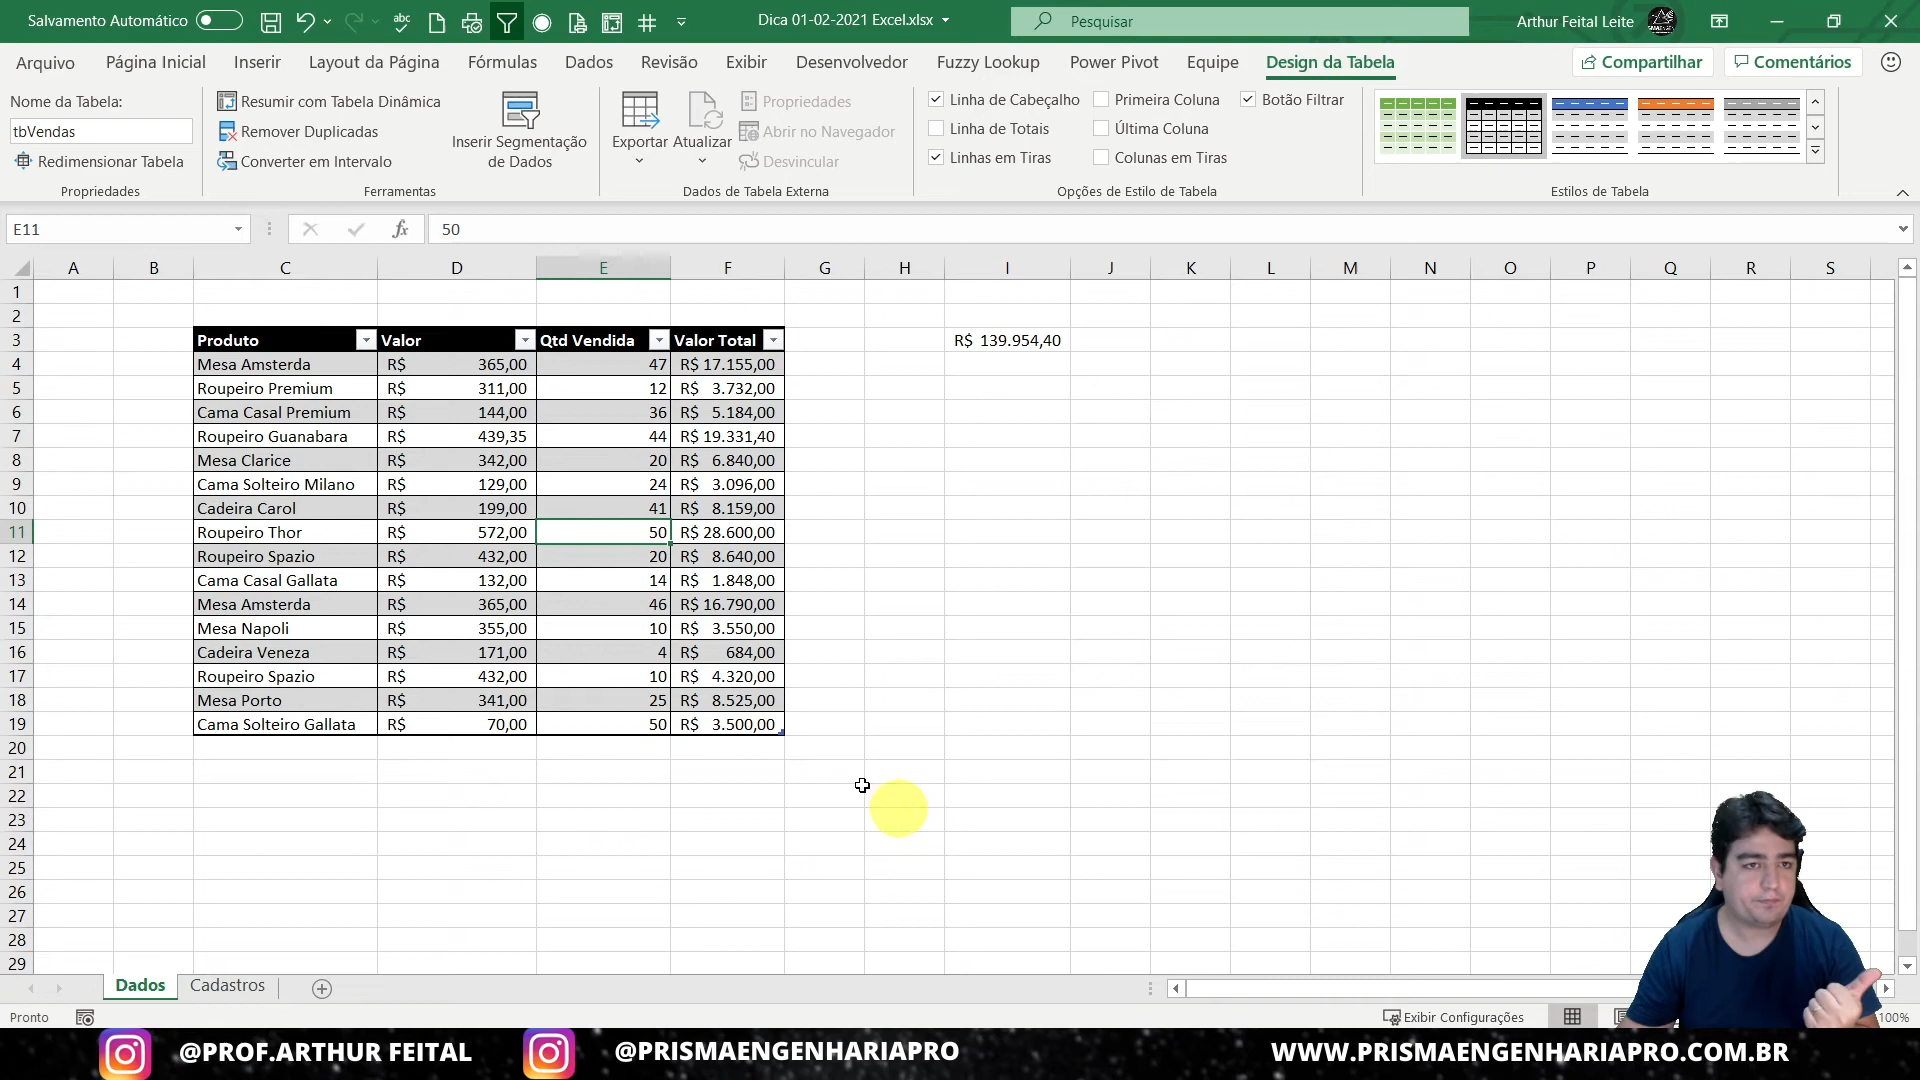 Salvamento Automático
abc
Dica 01-02-2021 Excel.xlsx
Pesquisar
Arthur Feital Leite
Arquivo Página Inicial Inserir Layout da Página Fórmulas Dados Revisão Exibir Desenvolvedor Fuzzy Lookup Power Pivot Equipe Design da Tabela Compartilhar Comentários
Nome da Tabela:
tbVendas
Redimensionar Tabela
Propriedades
Resumir com Tabela Dinâmica
Remover Duplicadas
Converter em Intervalo
Inserir Segmentação
de Dados
Ferramentas
Exportar Atualizar
Propriedades
Abrir no Navegador
Desvincular
Dados de Tabela Externa
Linha de Cabeçalho Primeira Coluna Botão Filtrar
Linha de Totais Última Coluna
Linhas em Tiras Colunas em Tiras
Opções de Estilo de Tabela
Estilos de Tabela
E11 fx 50
A B C D E F G H I J K L M N O P Q R S
1
2
3 Produto Valor Qtd Vendida Valor Total R$ 139.954,40
4 Mesa Amsterda R$ 365,00 47 R$ 17.155,00
5 Roupeiro Premium R$ 311,00 12 R$ 3.732,00
6 Cama Casal Premium R$ 144,00 36 R$ 5.184,00
7 Roupeiro Guanabara R$ 439,35 44 R$ 19.331,40
8 Mesa Clarice R$ 342,00 20 R$ 6.840,00
9 Cama Solteiro Milano R$ 129,00 24 R$ 3.096,00
10 Cadeira Carol R$ 199,00 41 R$ 8.159,00
11 Roupeiro Thor R$ 572,00 50 R$ 28.600,00
12 Roupeiro Spazio R$ 432,00 20 R$ 8.640,00
13 Cama Casal Gallata R$ 132,00 14 R$ 1.848,00
14 Mesa Amsterda R$ 365,00 46 R$ 16.790,00
15 Mesa Napoli R$ 355,00 10 R$ 3.550,00
16 Cadeira Veneza R$ 171,00 4 R$ 684,00
17 Roupeiro Spazio R$ 432,00 10 R$ 4.320,00
18 Mesa Porto R$ 341,00 25 R$ 8.525,00
19 Cama Solteiro Gallata R$ 70,00 50 R$ 3.500,00
20
21
22
23
24
25
26
27
28
29
Dados Cadastros
Pronto Exibir Configurações 100%
@PROF.ARTHUR FEITAL @PRISMAENGENHARIAPRO WWW.PRISMAENGENHARIAPRO.COM.BR